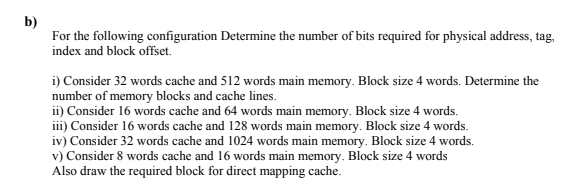 b)
For the following configuration Determine the number of bits required for physical address, tag,
index and block offset.
i) Consider 32 words cache and 512 words main memory. Block size 4 words. Determine the
number of memory blocks and cache lines.
ii) Consider 16 words cache and 64 words main memory. Block size 4 words.
iii) Consider 16 words cache and 128 words main memory. Block size 4 words.
iv) Consider 32 words cache and 1024 words main memory. Block size 4 words.
v) Consider 8 words cache and 16 words main memory. Block size 4 words
Also draw the required block for direct mapping cache.